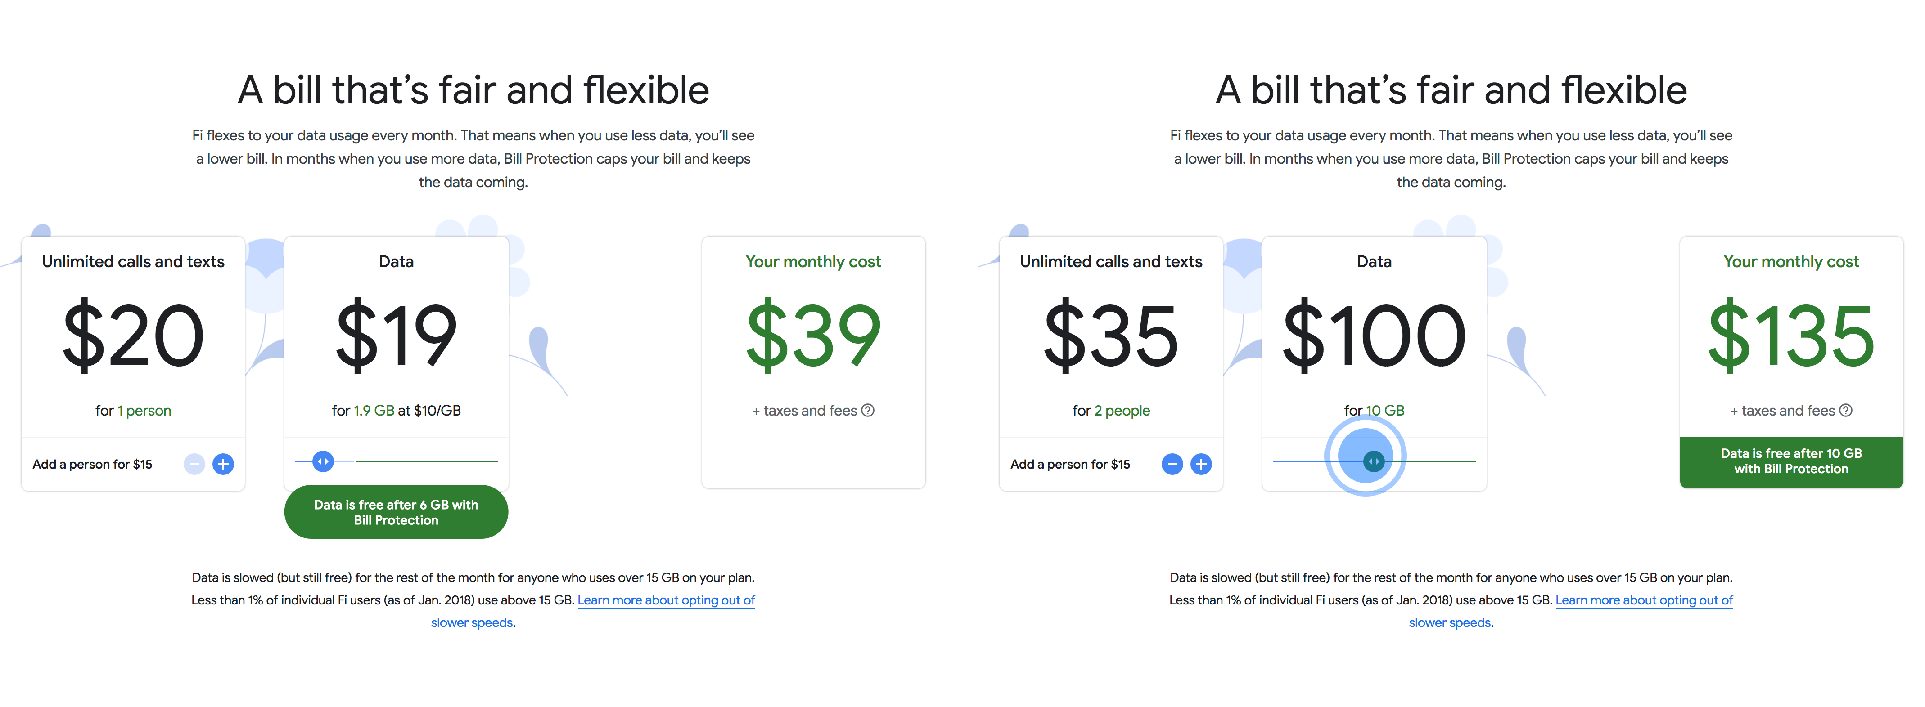 A bill that's fair and flexible
Fi flexes to your data usage every month. That means when you use less data, you'll see
a lower bill. In months when you use more data, Bill Protection caps your bill and keeps
the data coming.
Unlimited calls and texts
$20
for 1 person
Add a person for $15
Data
$19
for 1.9 GB at $10/GB
Data is free after 6 GB with
Bill Protection
Your monthly cost
$39
+ taxes and fees
Data is slowed (but still free) for the rest of the month for anyone who uses over 15 GB on your plan.
Less than 1% of individual Fi users (as of Jan. 2018) use above 15 GB. Learn more about opting out of
slower speeds.
A bill that's fair and flexible
Fi flexes to your data usage every month. That means when you use less data, you'll see
a lower bill. In months when you use more data, Bill Protection caps your bill and keeps
the data coming.
Unlimited calls and texts
$35
for 2 people
Add a person for $15
Data
$100
for 10 GB
Your monthly cost
$135
+ taxes and fees
Data is free after 10 GB
with Bill Protection
Data is slowed (but still free) for the rest of the month for anyone who uses over 15 GB on your plan.
Less than 1% of individual Fi users (as of Jan. 2018) use above 15 GB. Learn more about opting out of
slower speeds.